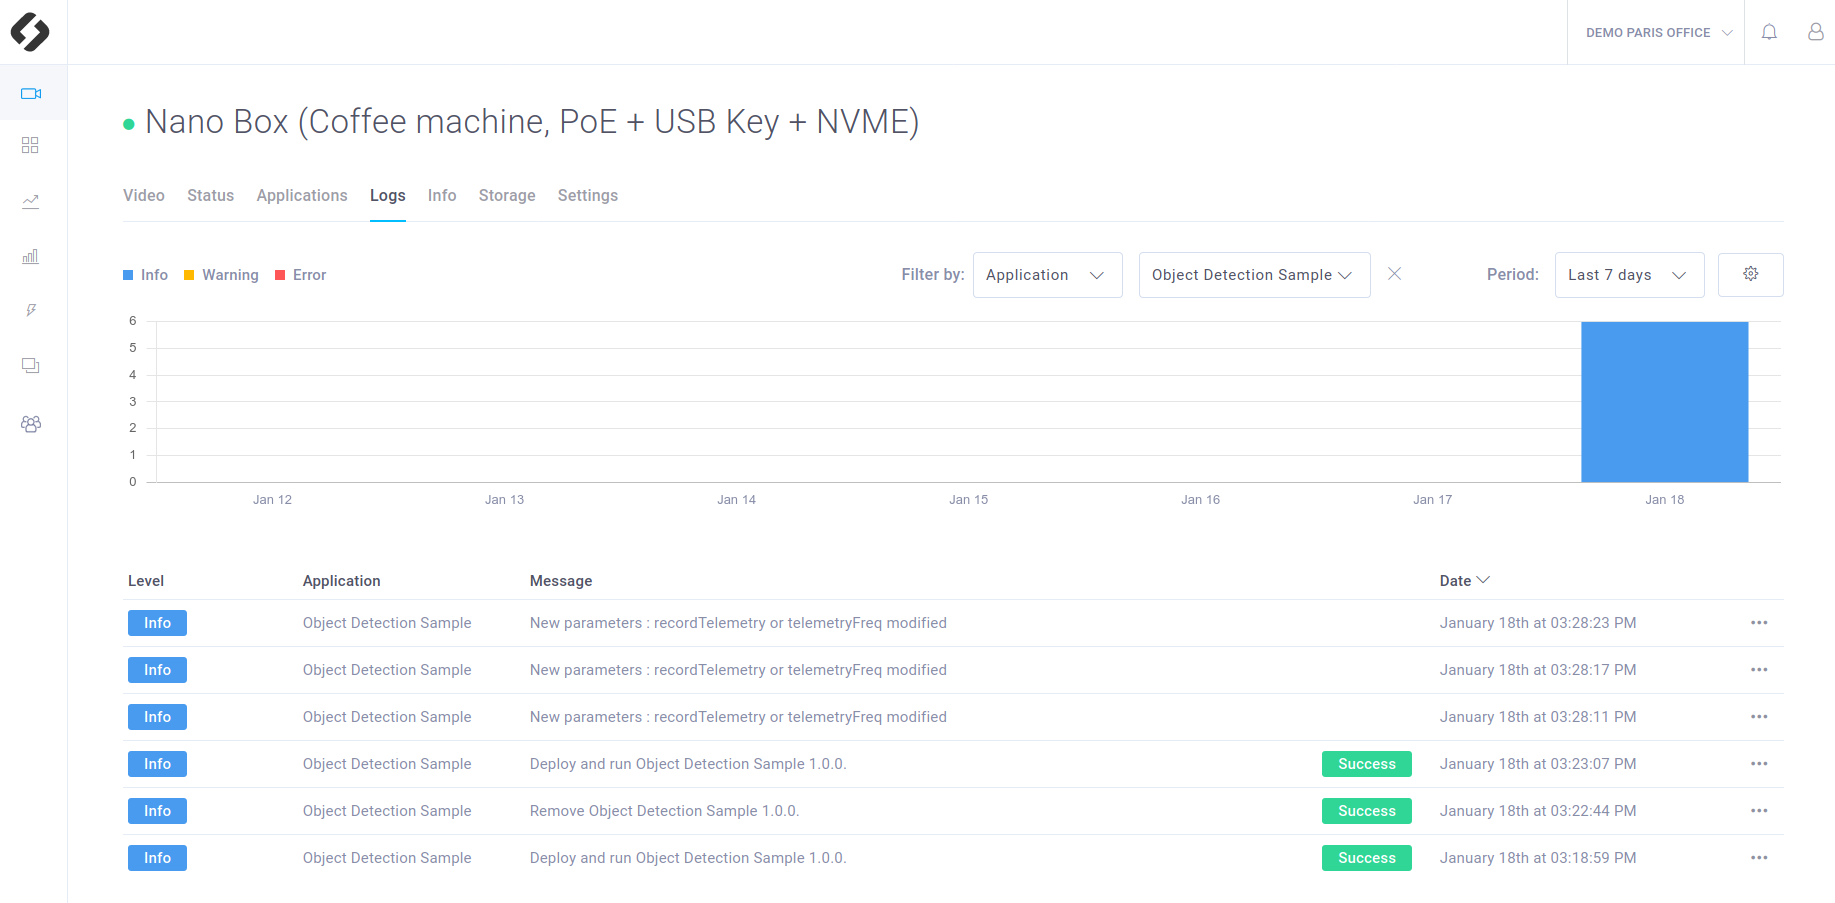 DEMO PARIS OFFICE
Nano Box (Coffee machine, PoE + USB Key + NVME)
Video Status Applications Logs Info Storage Settings
Info Warning Error Filter by: Application Object Detection Sample Period: Last 7 days
6
5
4
3
2
1
0
Jan 12 Jan 13 Jan 14 Jan 15 Jan 16 Jan 17 Jan 18
Level Application Message Date
Info Object Detection Sample New parameters : recordTelemetry or telemetryFreq modified January 18th at 03:28:23 PM
Info Object Detection Sample New parameters : recordTelemetry or telemetryFreq modified January 18th at 03:28:17 PM
Info Object Detection Sample New parameters : recordTelemetry or telemetryFreq modified January 18th at 03:28:11 PM
Info Object Detection Sample Deploy and run Object Detection Sample 1.0.0. Success January 18th at 03:23:07 PM
Info Object Detection Sample Remove Object Detection Sample 1.0.0. Success January 18th at 03:22:44 PM
Info Object Detection Sample Deploy and run Object Detection Sample 1.0.0. Success January 18th at 03:18:59 PM